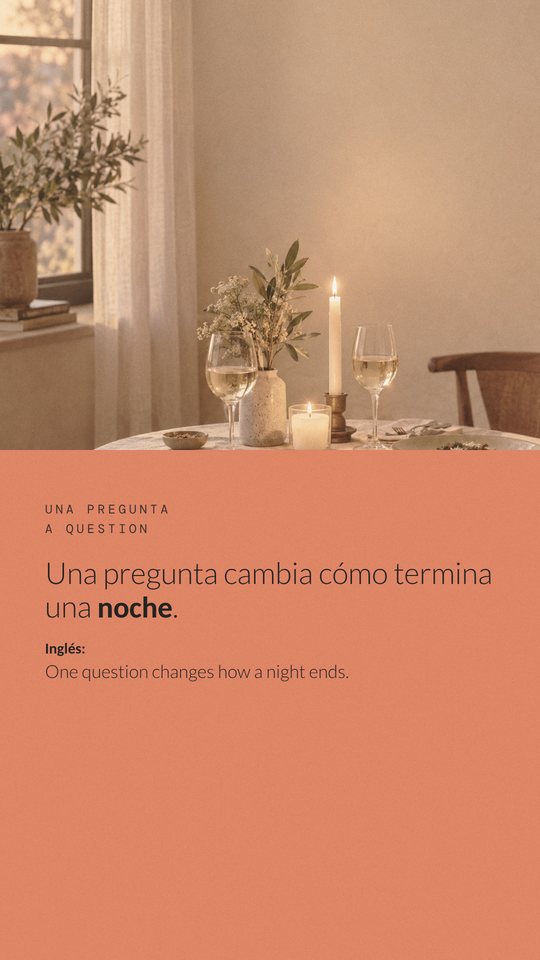 UNA PREGUNTA
A QUESTION
Una pregunta cambia cómo termina
una noche.
Inglés:
One question changes how a night ends.